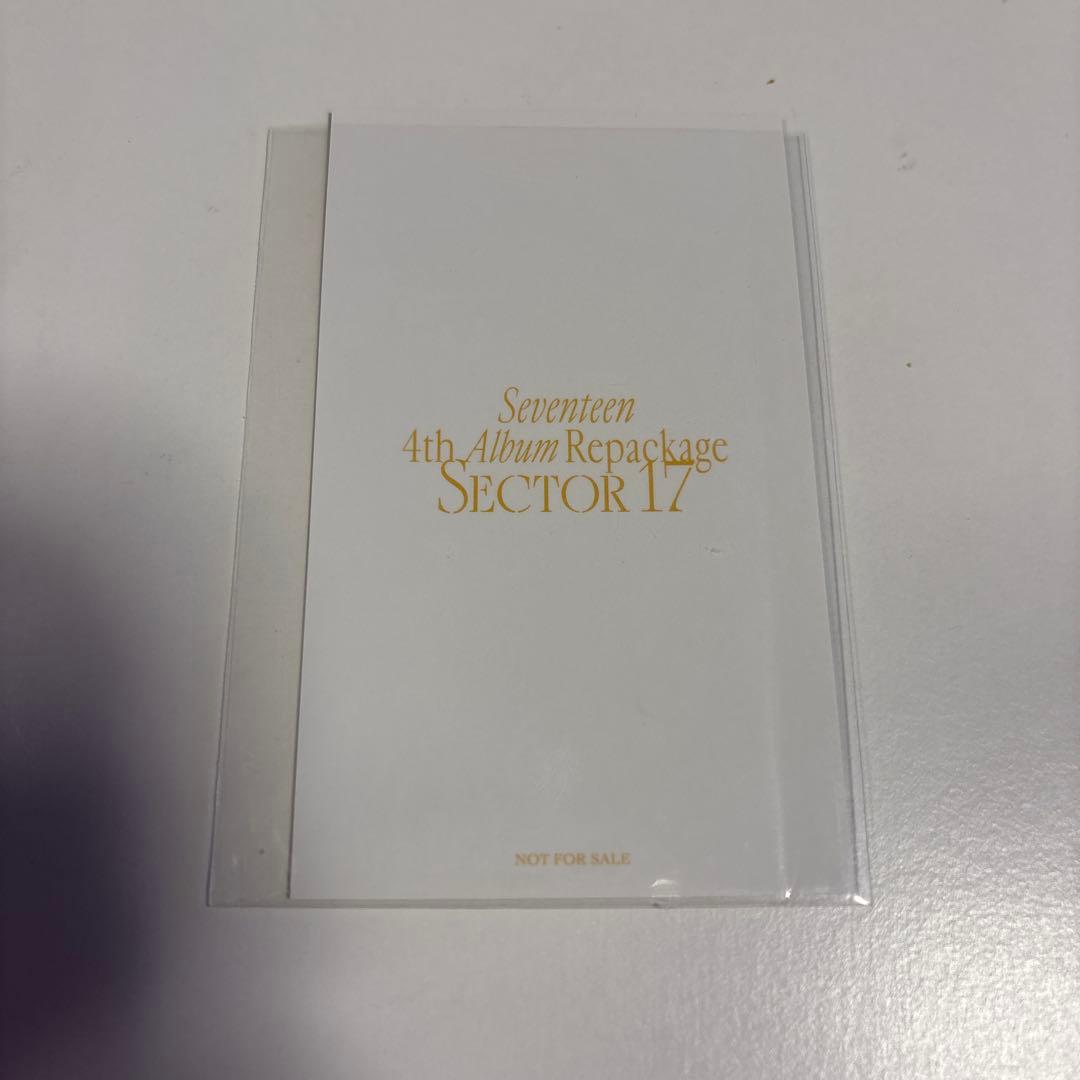 Seventeen
4th Album Repackage
SECTOR 17
NOT FOR SALE